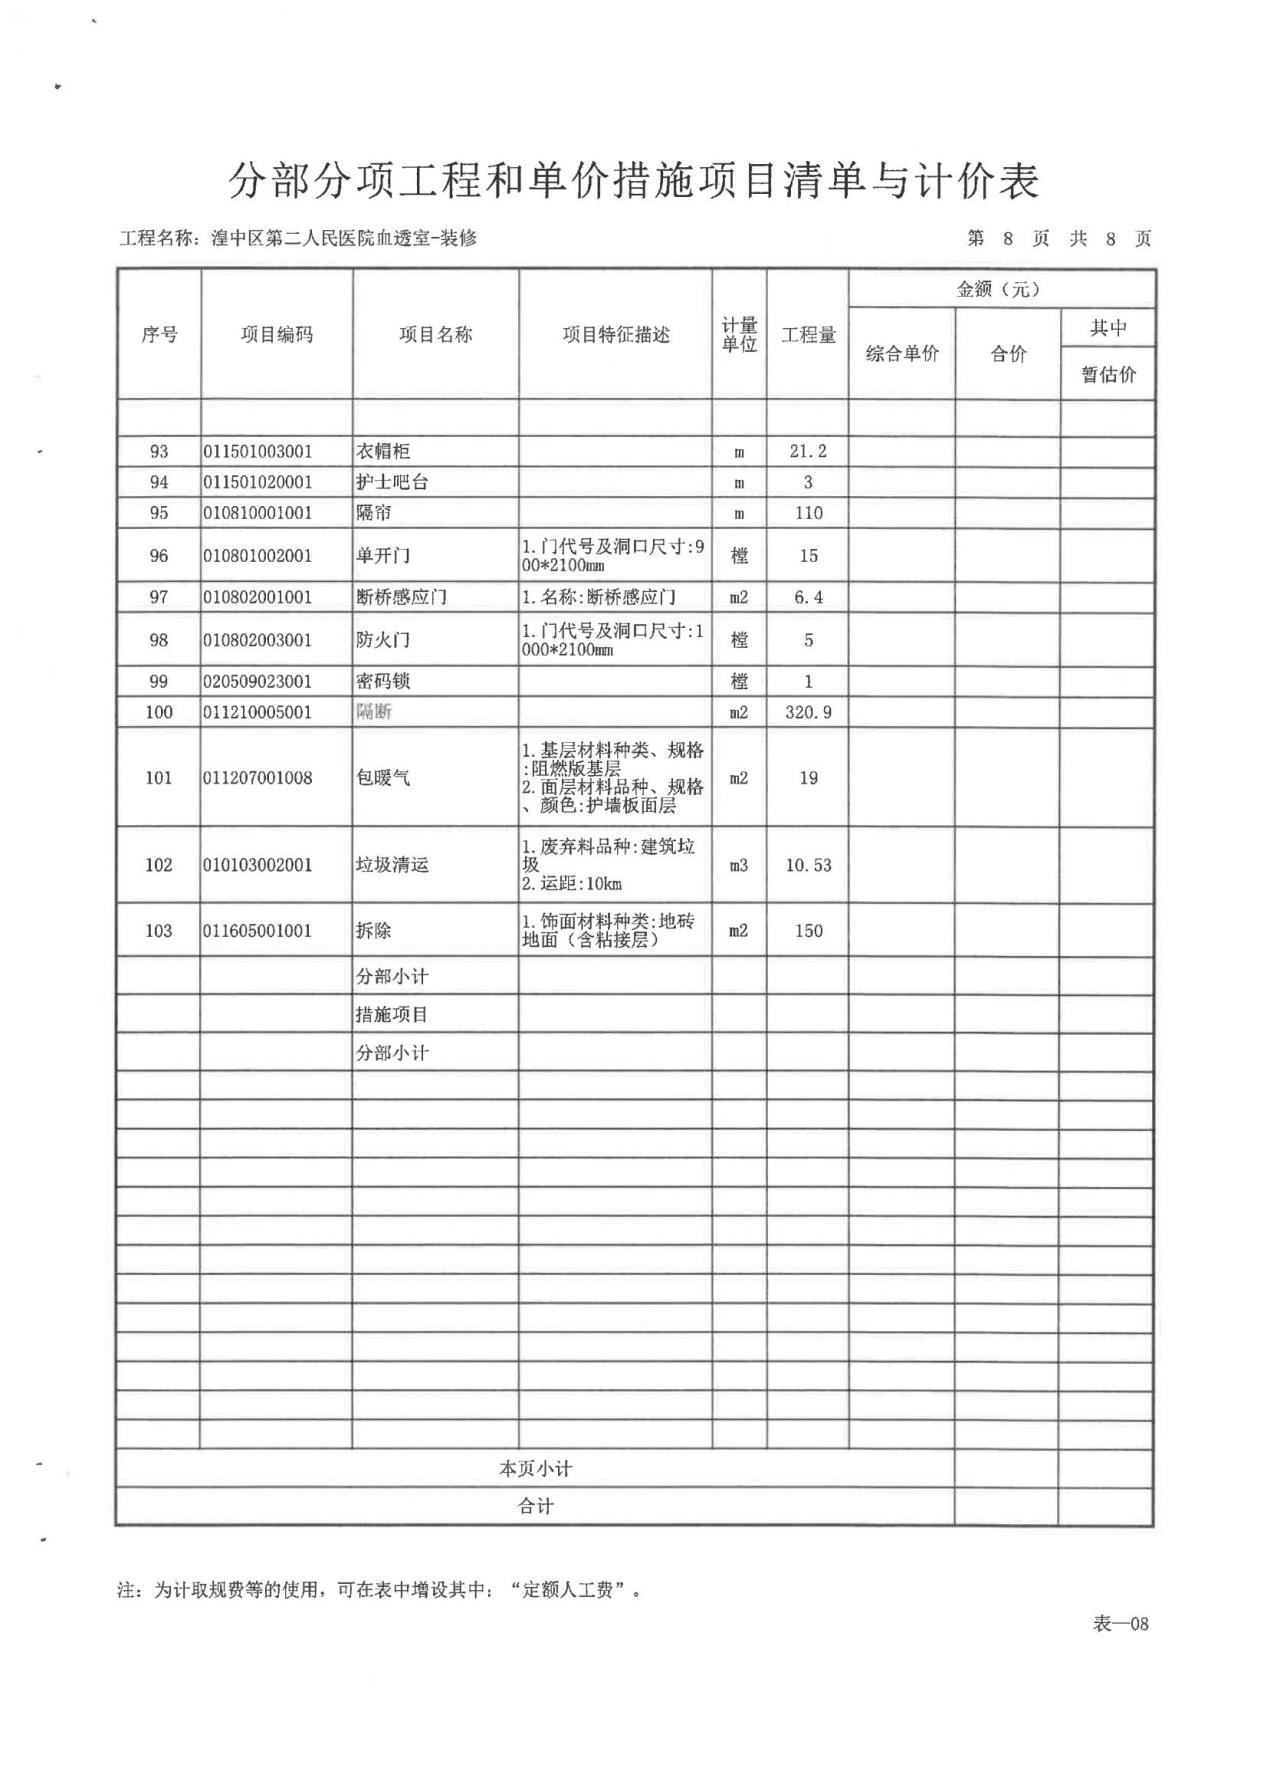 分部分项工程和单价措施项目清单与计价表
工程名称：湟中区第二人民医院血透室-装修
第 8 页 共 8 页
序号 项目编码 项目名称 项目特征描述 计量单位 工程量 金额（元）
综合单价 合价 其中
暂估价
93 011501003001 衣帽柜 m 21.2
94 011501020001 护士吧台 m 3
95 010810001001 隔帘 m 110
96 010801002001 单开门 1.门代号及洞口尺寸:9
00*2100mm 樘 15
97 010802001001 断桥感应门 1.名称:断桥感应门 m2 6.4
98 010802003001 防火门 1.门代号及洞口尺寸:1
000*2100mm 樘 5
99 020509023001 密码锁 樘 1
100 011210005001 隔断 m2 320.9
101 011207001008 包暖气 1.基层材料种类、规格
:阻燃版基层
2.面层材料品种、规格
、颜色:护墙板面层 m2 19
102 010103002001 垃圾清运 1.废弃料品种:建筑垃
圾
2.运距:10km m3 10.53
103 011605001001 拆除 1.饰面材料种类:地砖
地面（含粘接层） m2 150
分部小计
措施项目
分部小计
本页小计
合计
注：为计取规费等的使用，可在表中增设其中：“定额人工费”。
表—08